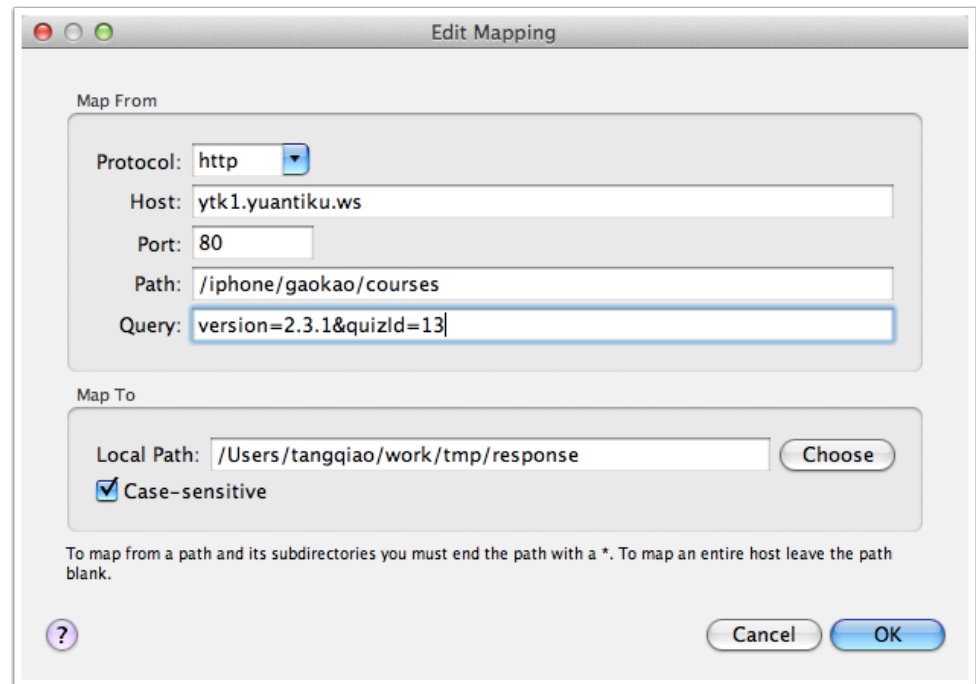 Edit Mapping
Map From
Protocol: http
Host: ytk1.yuantiku.ws
Port: 80
Path: /iphone/gaokao/courses
Query: version=2.3.1&quizId=13
Map To
Local Path: /Users/tangqiao/work/tmp/response Choose
Case-sensitive
To map from a path and its subdirectories you must end the path with a *. To map an entire host leave the path
blank.
? Cancel OK